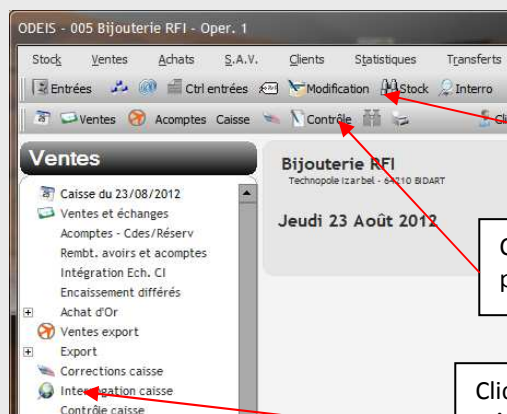 ODEIS - 005 Bijouterie RFI - Oper. 1
Stock Ventes Achats S.A.V. Clients Statistiques Transferts
Entrées Ctrl entrées Modification Stock Interro
Ventes Acomptes Caisse Contrôle Cli
Ventes
Bijouterie RFI
Technopole Izarbel - 64210 BIDART
Jeudi 23 Août 2012
Caisse du 23/08/2012
Ventes et échanges
Acomptes - Cdes/Réserv
Rembt. avoirs et acomptes
Intégration Ech. CI
Encaissement différés
Achat d'Or
Ventes export
Export
Corrections caisse
Interrogation caisse
Contrôle caisse
Clic